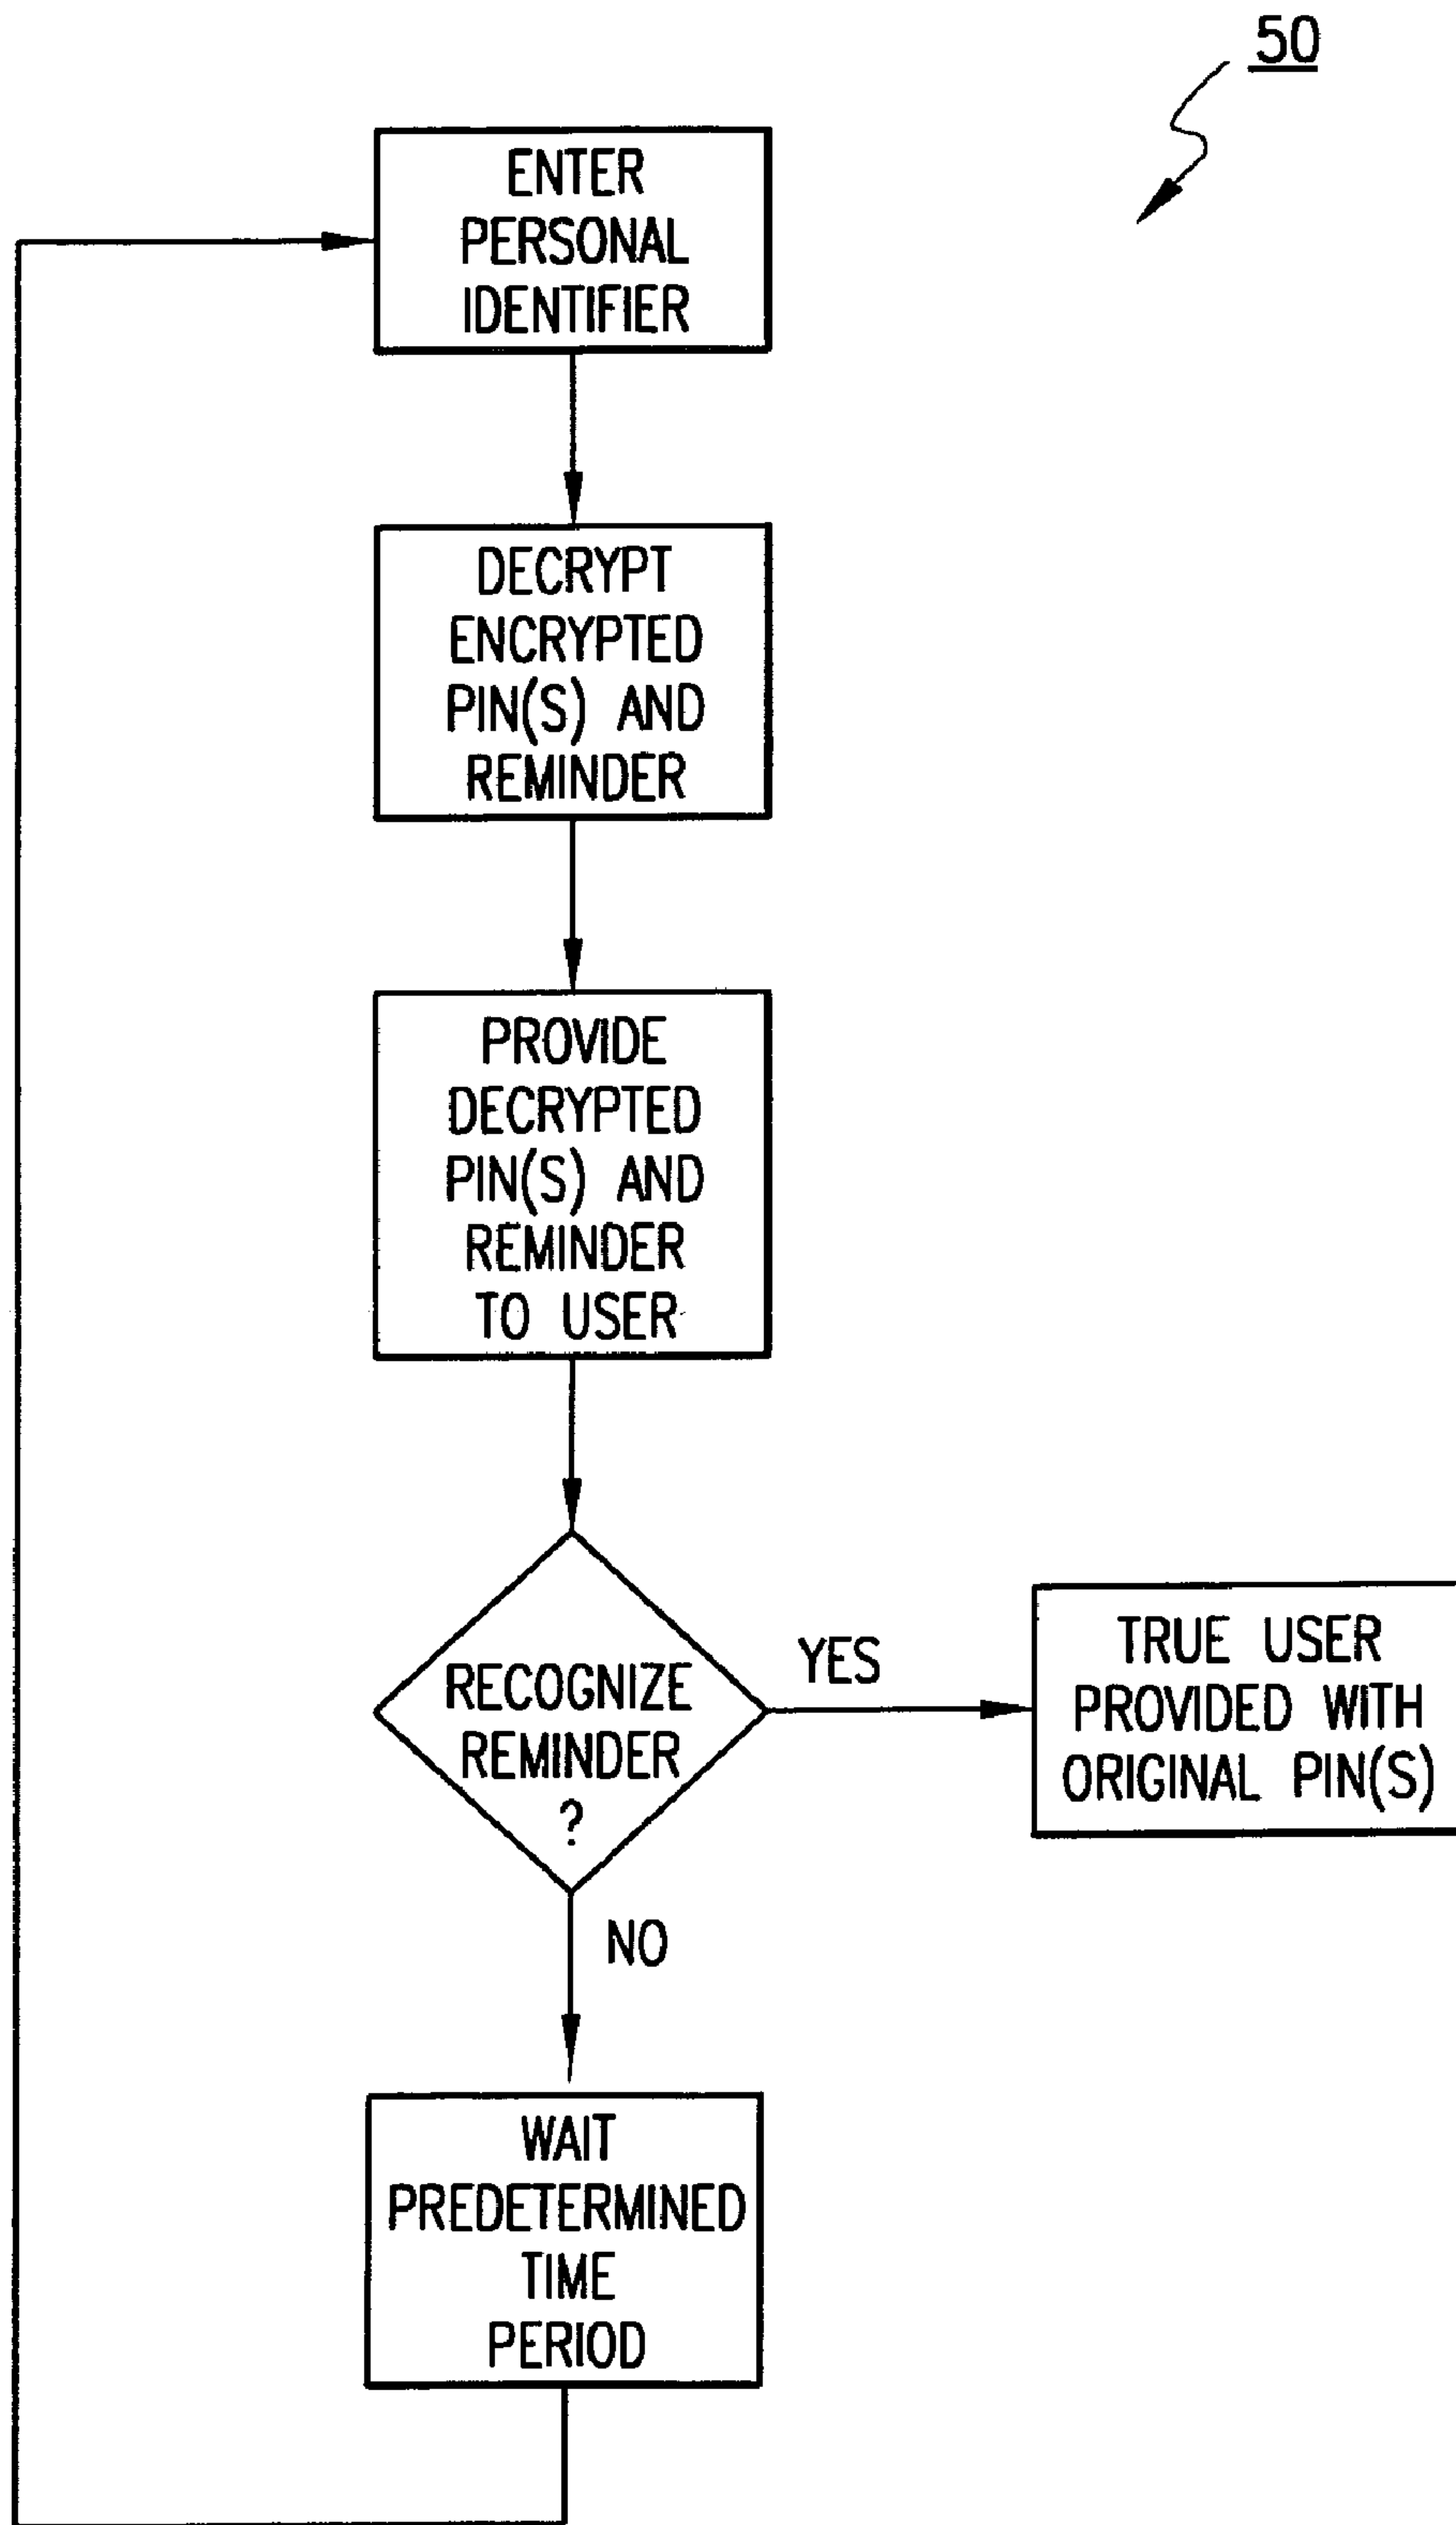 50
ENTER
PERSONAL
IDENTIFIER
DECRYPT
ENCRYPTED
PIN(S) AND
REMINDER
PROVIDE
DECRYPTED
PIN(S) AND
REMINDER
TO USER
RECOGNIZE
REMINDER
?
YES
TRUE USER
PROVIDED WITH
ORIGINAL PIN(S)
NO
WAIT
PREDETERMINED
TIME
PERIOD